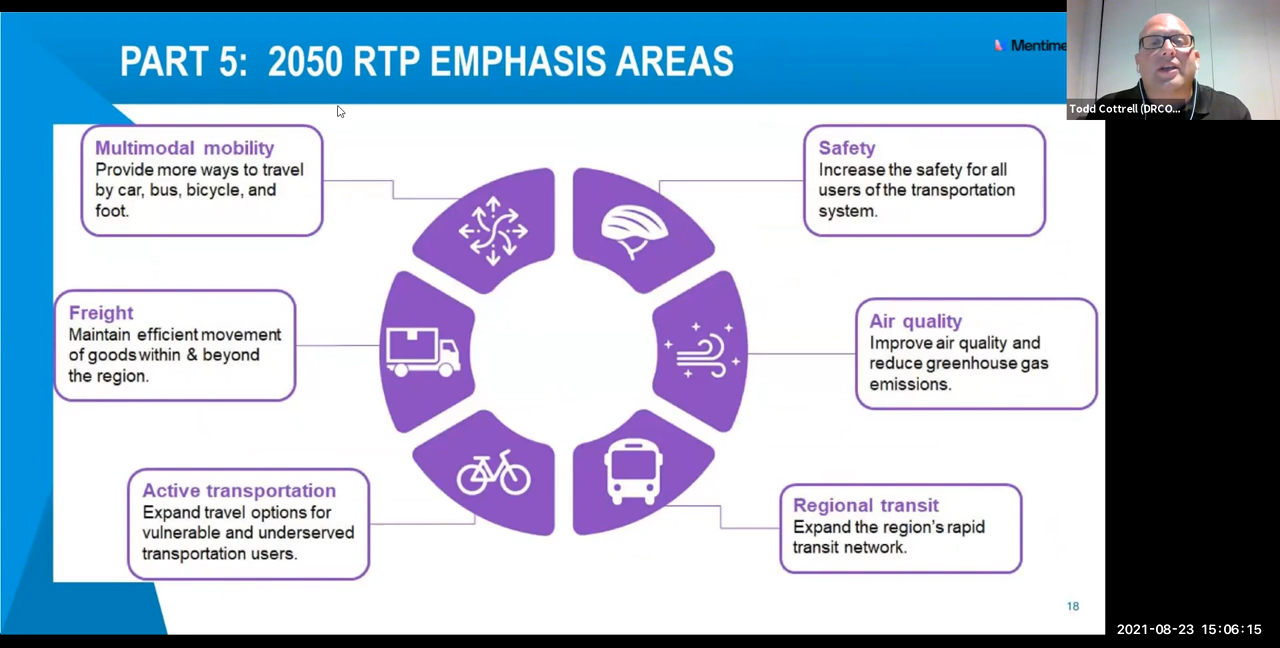 PART 5: 2050 RTP EMPHASIS AREAS
Mentime
Todd Cottrell (DRCO...
Multimodal mobility
Provide more ways to travel
by car, bus, bicycle, and
foot.
Safety
Increase the safety for all
users of the transportation
system.
Freight
Maintain efficient movement
of goods within & beyond
the region.
Air quality
Improve air quality and
reduce greenhouse gas
emissions.
Active transportation
Expand travel options for
vulnerable and underserved
transportation users.
Regional transit
Expand the region's rapid
transit network.
18
2021-08-23 15:06:15